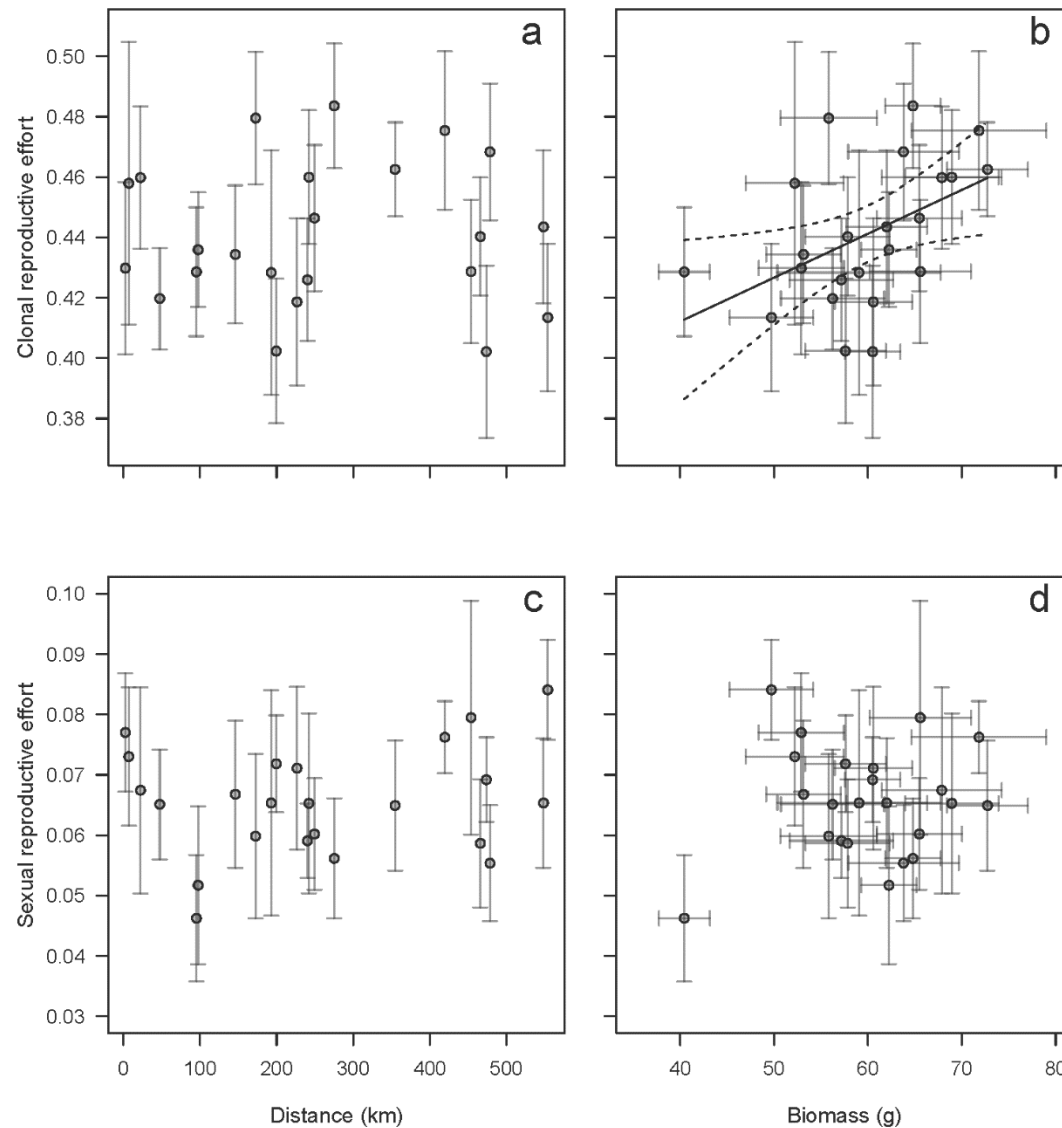 a
b
0.50
0.48
0.46
0.44
0.42
0.40
0.38
Clonal reproductive effort
c
d
0.10
0.09
0.08
0.07
0.06
0.05
0.04
0.03
Sexual reproductive effort
0 100 200 300 400 500
40 50 60 70 80
Distance (km)
Biomass (g)